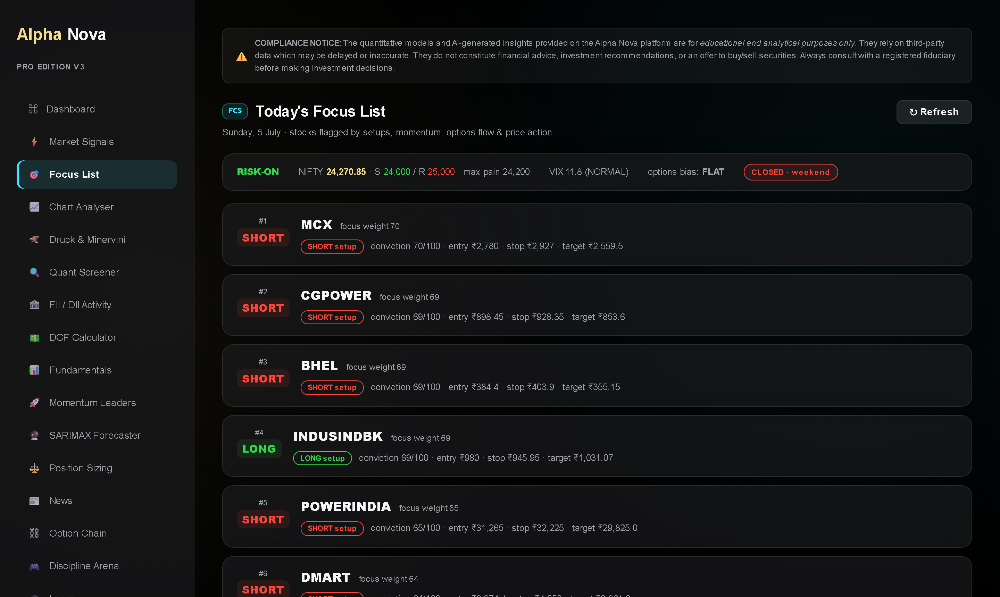 Alpha Nova
PRO EDITION V3
⌘ Dashboard
Market Signals
Focus List
Chart Analyser
Druck & Minervini
Quant Screener
FII / DII Activity
DCF Calculator
Fundamentals
Momentum Leaders
SARIMAX Forecaster
Position Sizing
News
Option Chain
Discipline Arena
COMPLIANCE NOTICE: The quantitative models and AI-generated insights provided on the Alpha Nova platform are for educational and analytical purposes only. They rely on third-party
data which may be delayed or inaccurate. They do not constitute financial advice, investment recommendations, or an offer to buy/sell securities. Always consult with a registered fiduciary
before making investment decisions.
FCS Today's Focus List
↻ Refresh
Sunday, 5 July · stocks flagged by setups, momentum, options flow & price action
RISK-ON NIFTY 24,270.85 · S 24,000 / R 25,000 · max pain 24,200 VIX 11.8 (NORMAL) options bias: FLAT CLOSED · weekend
#1
SHORT
MCX focus weight 70
SHORT setup conviction 70/100 · entry ₹2,780 · stop ₹2,927 · target ₹2,559.5
#2
SHORT
CGPOWER focus weight 69
SHORT setup conviction 69/100 · entry ₹898.45 · stop ₹928.35 · target ₹853.6
#3
SHORT
BHEL focus weight 69
SHORT setup conviction 69/100 · entry ₹384.4 · stop ₹403.9 · target ₹355.15
#4
LONG
INDUSINDBK focus weight 69
LONG setup conviction 69/100 · entry ₹980 · stop ₹945.95 · target ₹1,031.07
#5
SHORT
POWERINDIA focus weight 65
SHORT setup conviction 65/100 · entry ₹31,265 · stop ₹32,225 · target ₹29,825.0
#6
SHORT
DMART focus weight 64